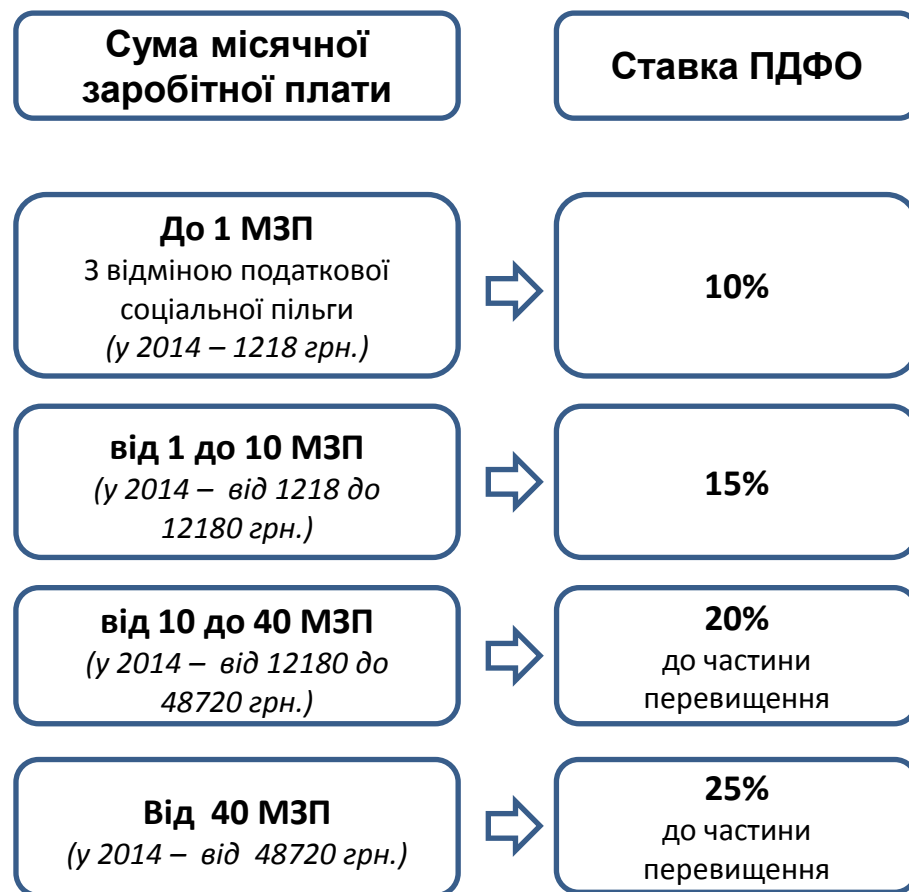 Сума місячної
заробітної плати
Ставка ПДФО
До 1 МЗП
З відміною податкової
соціальної пільги
(у 2014 – 1218 грн.)
10%
від 1 до 10 МЗП
(у 2014 – від 1218 до
12180 грн.)
15%
від 10 до 40 МЗП
(у 2014 – від 12180 до
48720 грн.)
20%
до частини
перевищення
Від 40 МЗП
(у 2014 – від 48720 грн.)
25%
до частини
перевищення